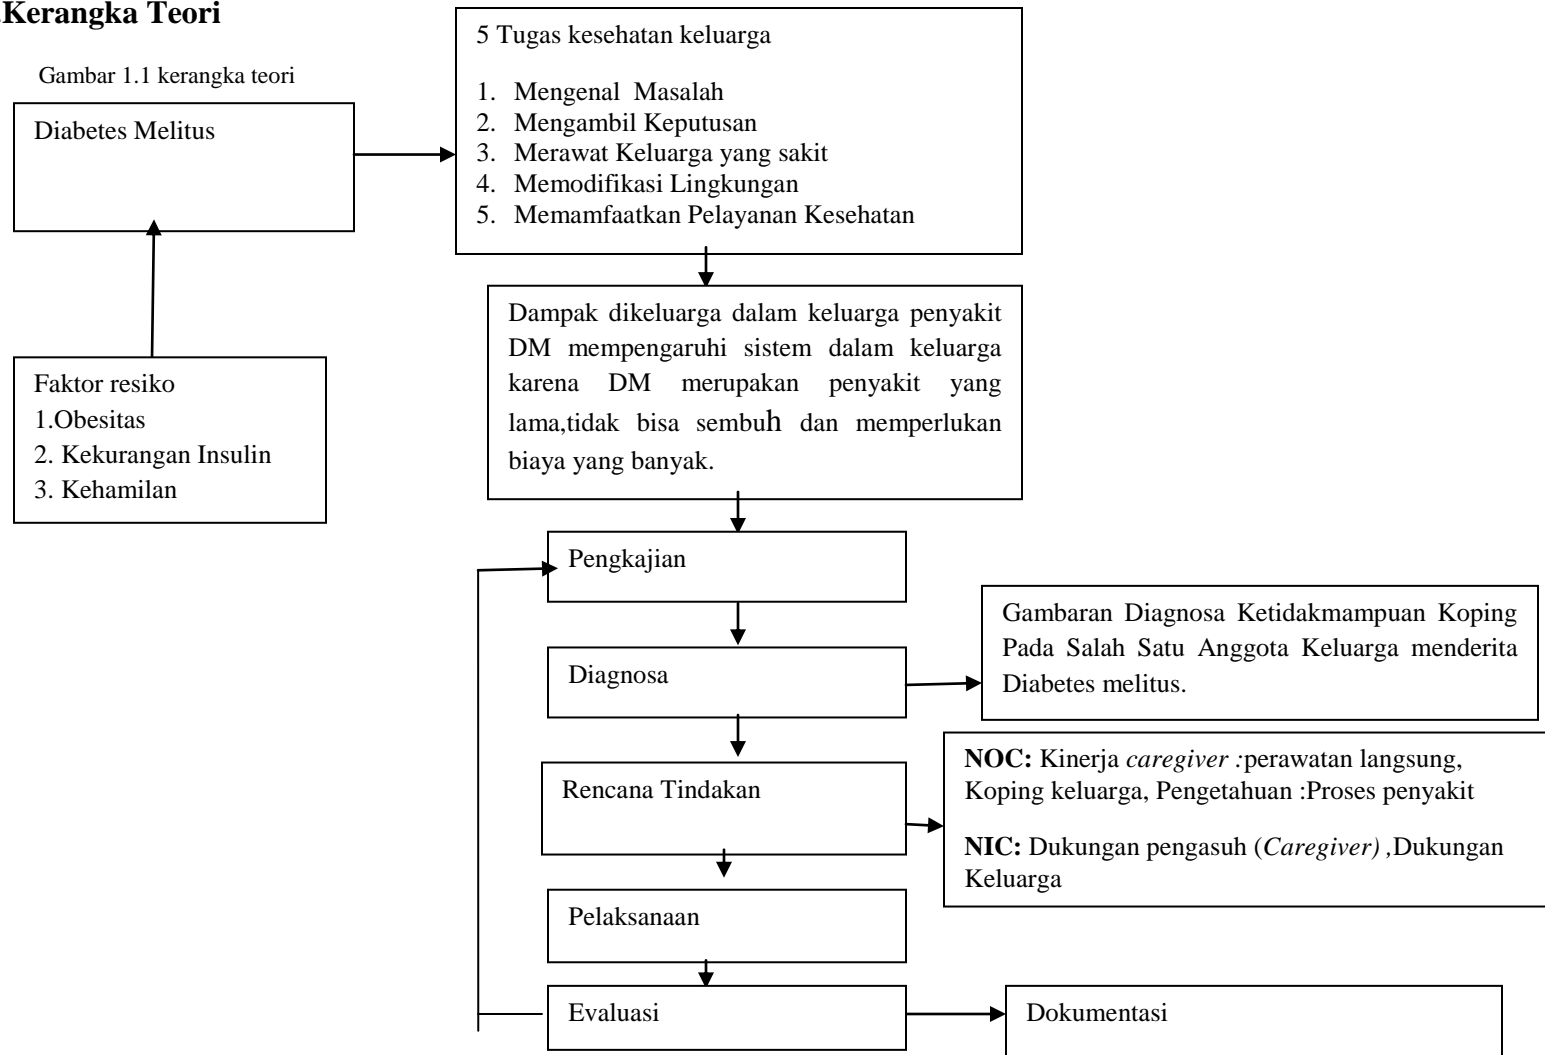 .Kerangka Teori
Gambar 1.1 kerangka teori
Diabetes Melitus
5 Tugas kesehatan keluarga
1. Mengenal Masalah
2. Mengambil Keputusan
3. Merawat Keluarga yang sakit
4. Memodifikasi Lingkungan
5. Memamfaatkan Pelayanan Kesehatan
Faktor resiko
1.Obesitas
2. Kekurangan Insulin
3. Kehamilan
Dampak dikeluarga dalam keluarga penyakit
DM mempengaruhi sistem dalam keluarga
karena DM merupakan penyakit yang
lama,tidak bisa sembuh dan memperlukan
biaya yang banyak.
Pengkajian
Diagnosa
Gambaran Diagnosa Ketidakmampuan Koping
Pada Salah Satu Anggota Keluarga menderita
Diabetes melitus.
Rencana Tindakan
NOC: Kinerja caregiver :perawatan langsung,
Koping keluarga, Pengetahuan :Proses penyakit
NIC: Dukungan pengasuh (Caregiver) ,Dukungan
Keluarga
Pelaksanaan
Evaluasi
Dokumentasi